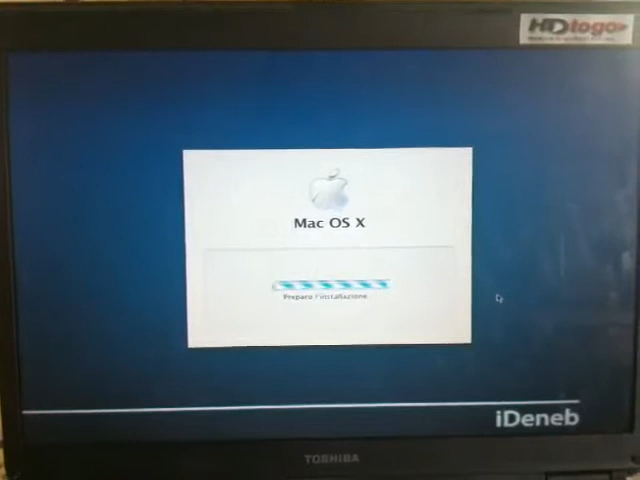 HDtogo
Mac OS X
Preparo l'installazione
iDeneb
TOSHIBA